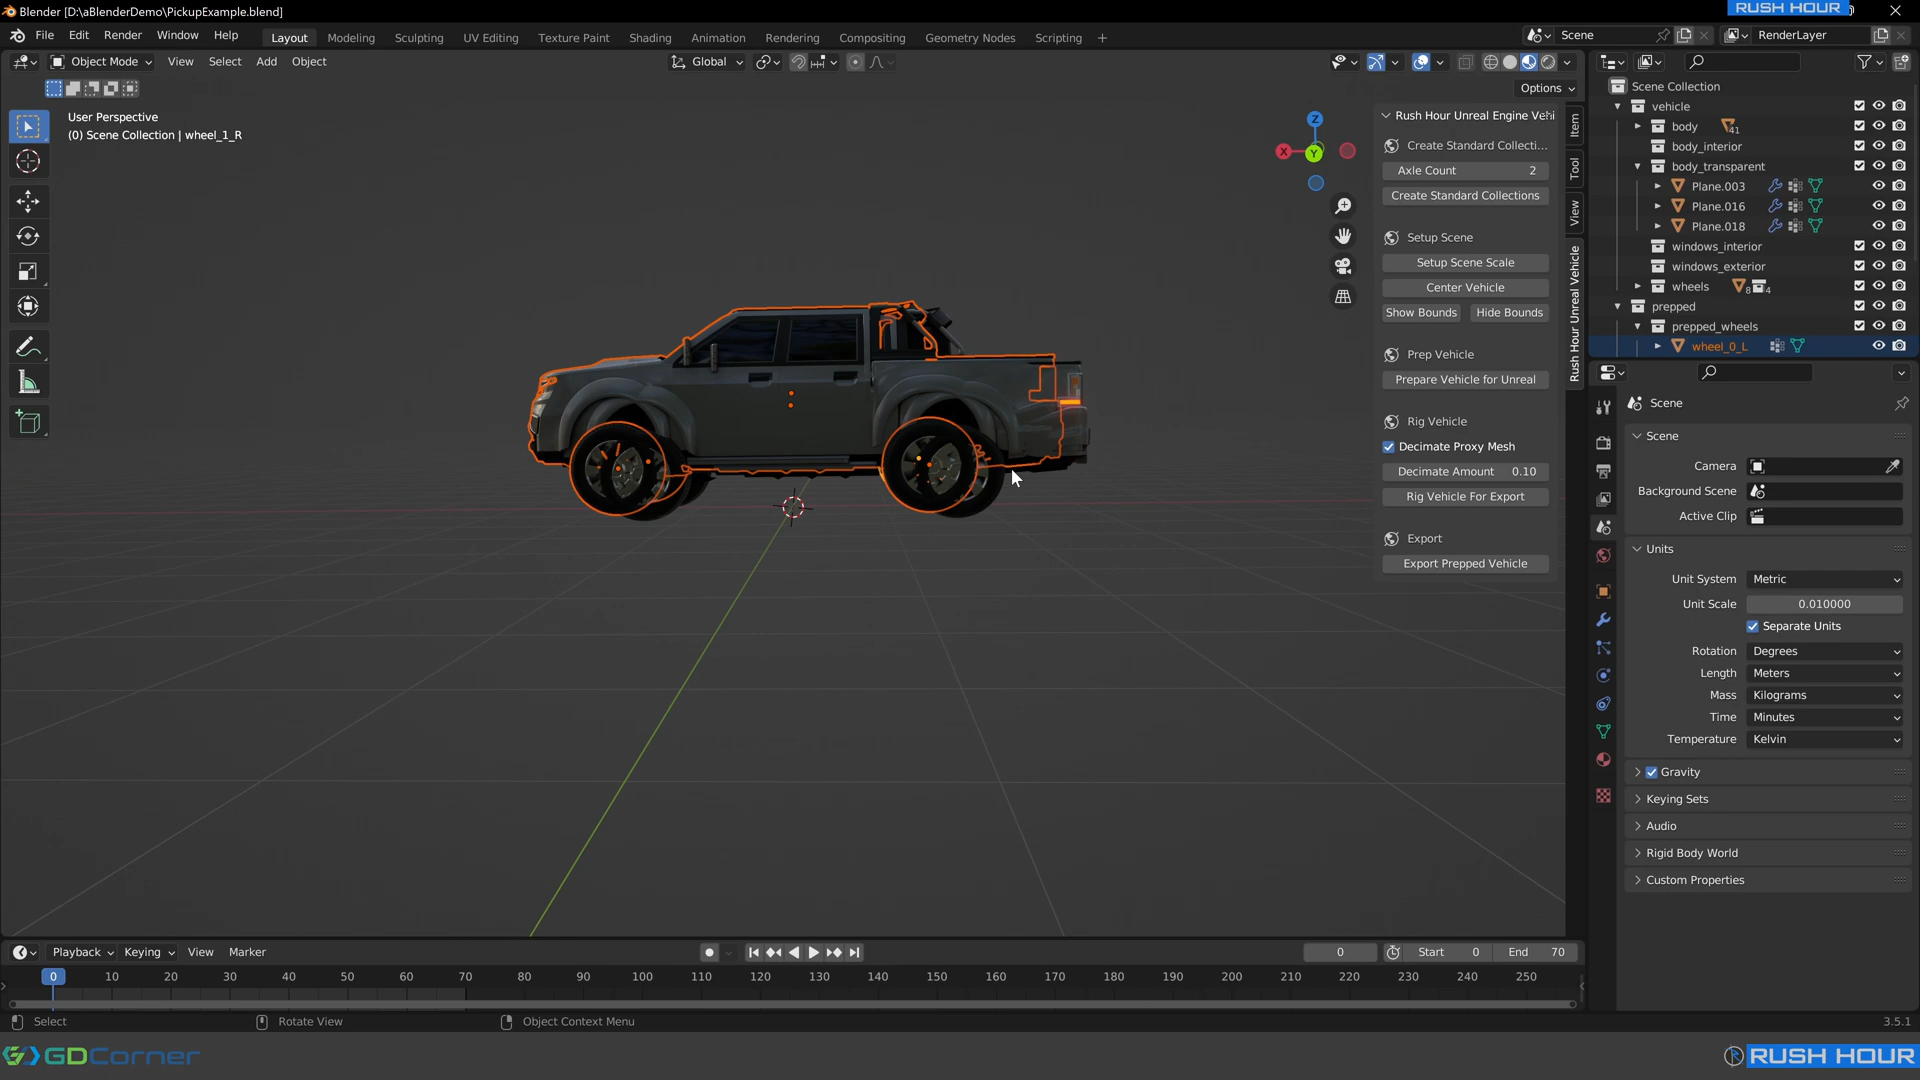 Blender [D:\aBlenderDemo\PickupExample.blend]
RUSH HOUR
File Edit Render Window Help
Layout Modeling Sculpting UV Editing Texture Paint Shading Animation Rendering Compositing Geometry Nodes Scripting +
Scene
RenderLayer
Object Mode View Select Add Object
Global
Options
User Perspective
(0) Scene Collection | wheel_1_R
Z
X
Y
Rush Hour Unreal Engine Vehi
Create Standard Collecti...
Axle Count 2
Create Standard Collections
Setup Scene
Setup Scene Scale
Center Vehicle
Show Bounds Hide Bounds
Prep Vehicle
Prepare Vehicle for Unreal
Rig Vehicle
Decimate Proxy Mesh
Decimate Amount 0.10
Rig Vehicle For Export
Export
Export Prepped Vehicle
Item
Tool
View
Rush Hour Unreal Vehicle
Scene Collection
vehicle
body 41
body_interior
body_transparent
Plane.003
Plane.016
Plane.018
windows_interior
windows_exterior
wheels 8 4
prepped
prepped_wheels
wheel_0_L
Scene
Scene
Camera
Background Scene
Active Clip
Units
Unit System Metric
Unit Scale 0.010000
Separate Units
Rotation Degrees
Length Meters
Mass Kilograms
Time Minutes
Temperature Kelvin
Gravity
Keying Sets
Audio
Rigid Body World
Custom Properties
Playback Keying View Marker
0
Start 0
End 70
0 10 20 30 40 50 60 70 80 90 100 110 120 130 140 150 160 170 180 190 200 210 220 230 240 250
Select
Rotate View
Object Context Menu
3.5.1
GDCorner
RUSH HOUR